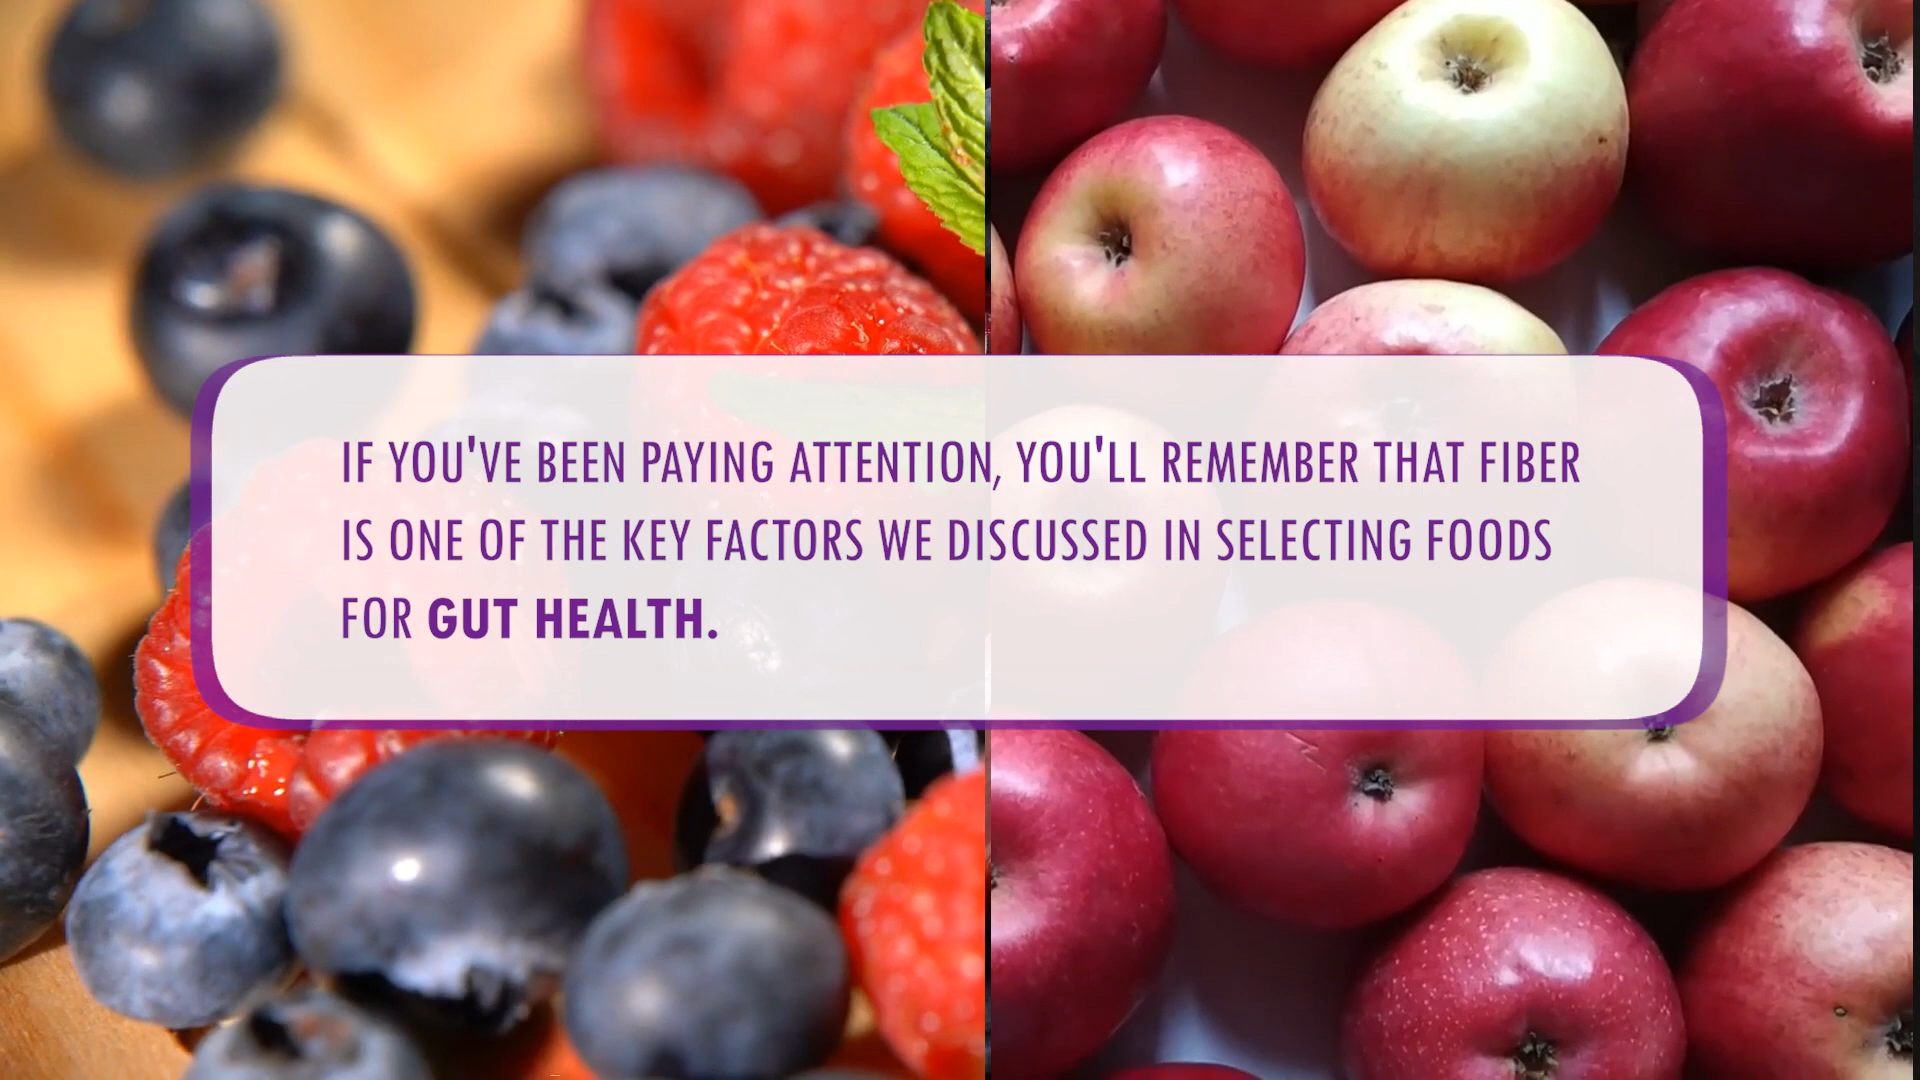 IF YOU'VE BEEN PAYING ATTENTION, YOU'LL REMEMBER THAT FIBER
IS ONE OF THE KEY FACTORS WE DISCUSSED IN SELECTING FOODS
FOR GUT HEALTH.